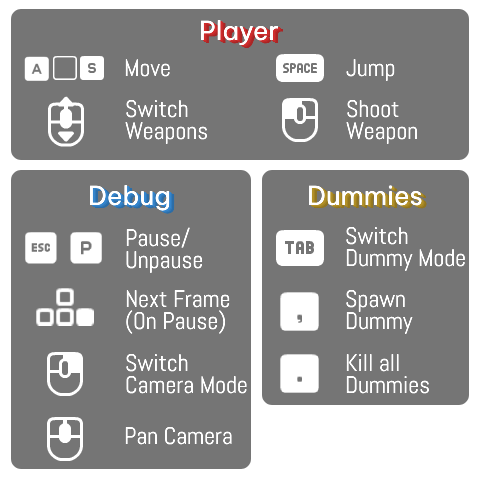 Player
A S Move
SPACE Jump
Switch
Weapons
Shoot
Weapon
Debug
ESC P Pause/
Unpause
Next Frame
(On Pause)
Switch
Camera Mode
Pan Camera
Dummies
TAB Switch
Dummy Mode
, Spawn
Dummy
. Kill all
Dummies